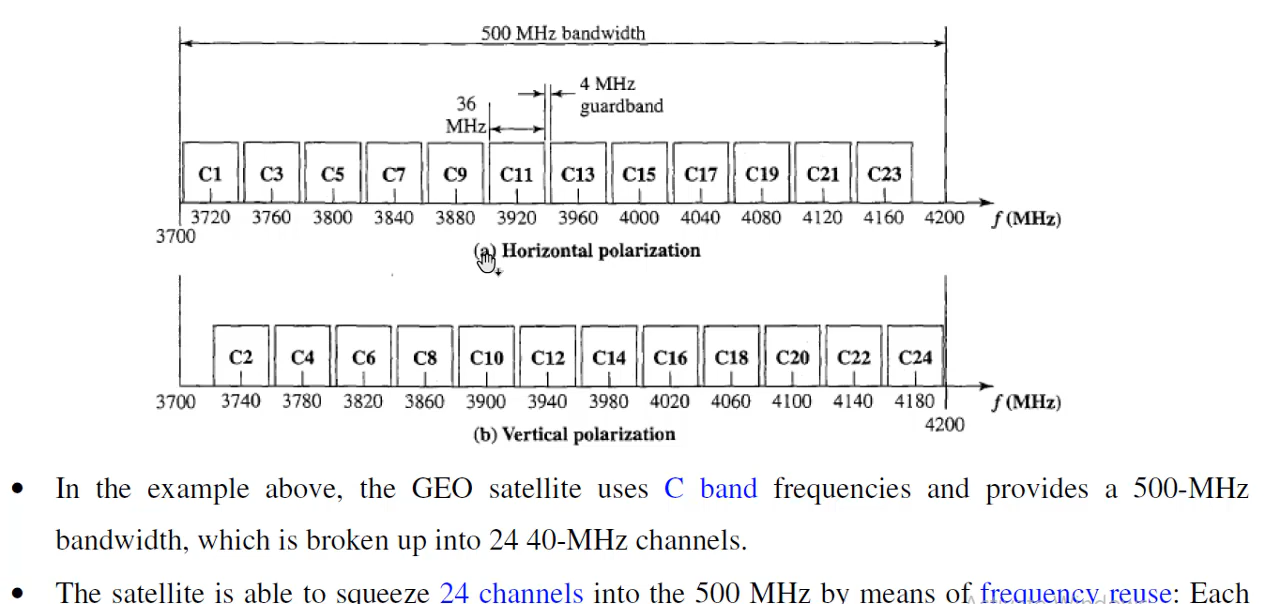 500 MHz bandwidth
4 MHz
guardband
36
MHz
C1 C3 C5 C7 C9 C11 C13 C15 C17 C19 C21 C23
3720 3760 3800 3840 3880 3920 3960 4000 4040 4080 4120 4160 4200 f (MHz)
3700
(a) Horizontal polarization
C2 C4 C6 C8 C10 C12 C14 C16 C18 C20 C22 C24
3700 3740 3780 3820 3860 3900 3940 3980 4020 4060 4100 4140 4180 f (MHz)
4200
(b) Vertical polarization
• In the example above, the GEO satellite uses C band frequencies and provides a 500-MHz
bandwidth, which is broken up into 24 40-MHz channels.
• The satellite is able to squeeze 24 channels into the 500 MHz by means of frequency reuse: Each